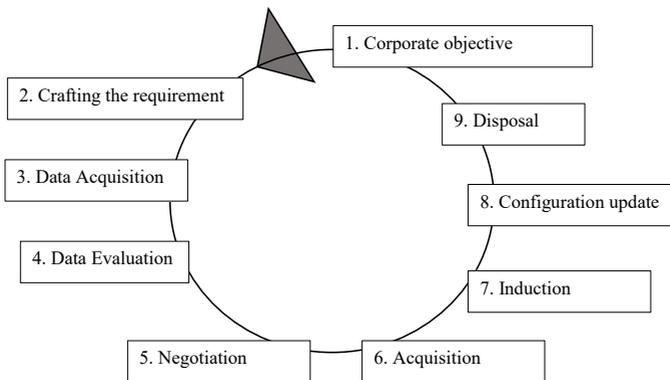 1. Corporate objective
2. Crafting the requirement
3. Data Acquisition
4. Data Evaluation
5. Negotiation
6. Acquisition
7. Induction
8. Configuration update
9. Disposal